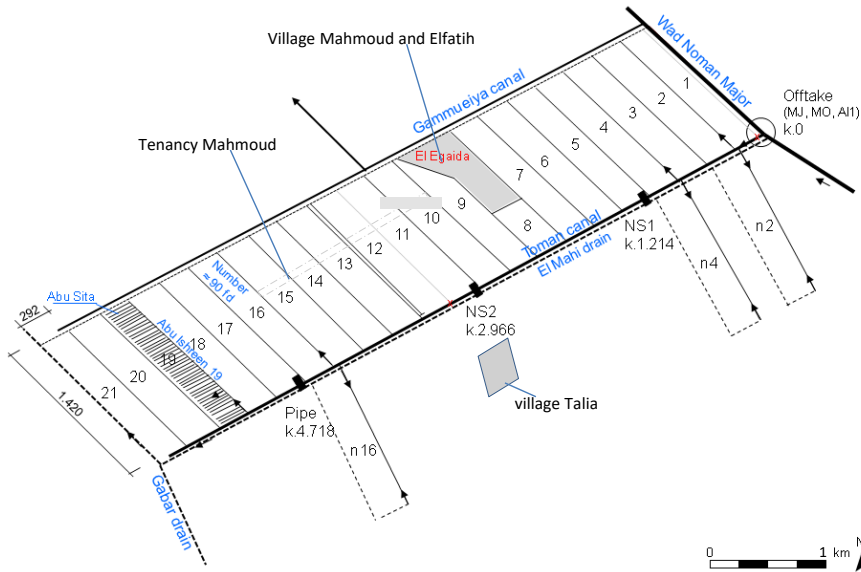 Village Mahmoud and Elfatih
Wad Noman Major
Gammueiya canal
Offtake
(MJ, MO, AI1)
k.0
Tenancy Mahmoud
El Egaida
1
2
3
4
5
6
7
8
9
10
11
12
13
14
15
16
17
18
19
20
21
Toman canal
El Mahi drain
NS1
k.1.214
n2
n4
Number
≈ 90 fd
Abu Sita
Abu Ishreen 19
292
1.420
NS2
k.2.966
village Talia
Pipe
k.4.718
n16
Gabar drain
0 1 km
N